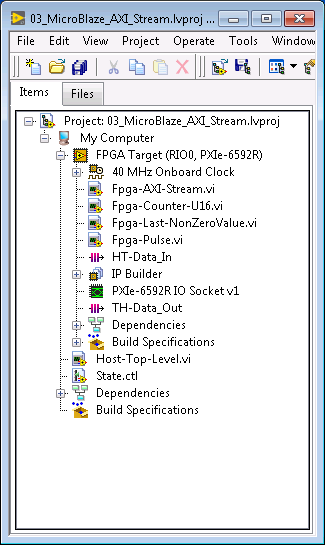 03_MicroBlaze_AXI_Stream.lvproj ...
File Edit View Project Operate Tools Window
Items Files
Project: 03_MicroBlaze_AXI_Stream.lvproj
My Computer
FPGA Target (RIO0, PXIe-6592R)
40 MHz Onboard Clock
Fpga-AXI-Stream.vi
Fpga-Counter-U16.vi
Fpga-Last-NonZeroValue.vi
Fpga-Pulse.vi
HT-Data_In
IP Builder
PXIe-6592R IO Socket v1
TH-Data_Out
Dependencies
Build Specifications
Host-Top-Level.vi
State.ctl
Dependencies
Build Specifications